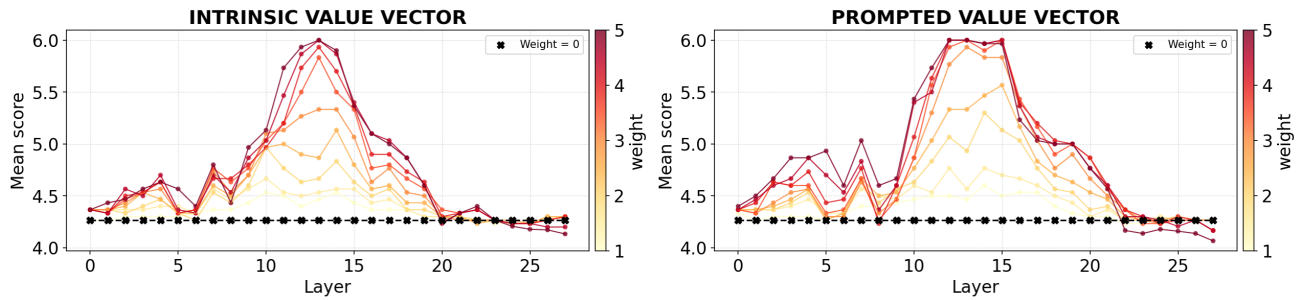 INTRINSIC VALUE VECTOR
6.0
5.5
5.0
4.5
4.0
Mean score
0 5 10 15 20 25
Layer
Weight = 0
5
4
3
2
1
weight
PROMPTED VALUE VECTOR
6.0
5.5
5.0
4.5
4.0
Mean score
0 5 10 15 20 25
Layer
Weight = 0
5
4
3
2
1
weight